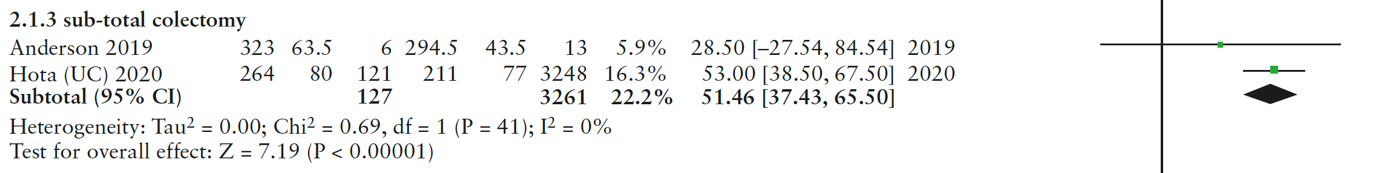 2.1.3 sub-total colectomy
Anderson 2019 323 63.5 6 294.5 43.5 13 5.9% 28.50 [–27.54, 84.54] 2019
Hota (UC) 2020 264 80 121 211 77 3248 16.3% 53.00 [38.50, 67.50] 2020
Subtotal (95% CI) 127 3261 22.2% 51.46 [37.43, 65.50]
Heterogeneity: Tau² = 0.00; Chi² = 0.69, df = 1 (P = 41); I² = 0%
Test for overall effect: Z = 7.19 (P < 0.00001)